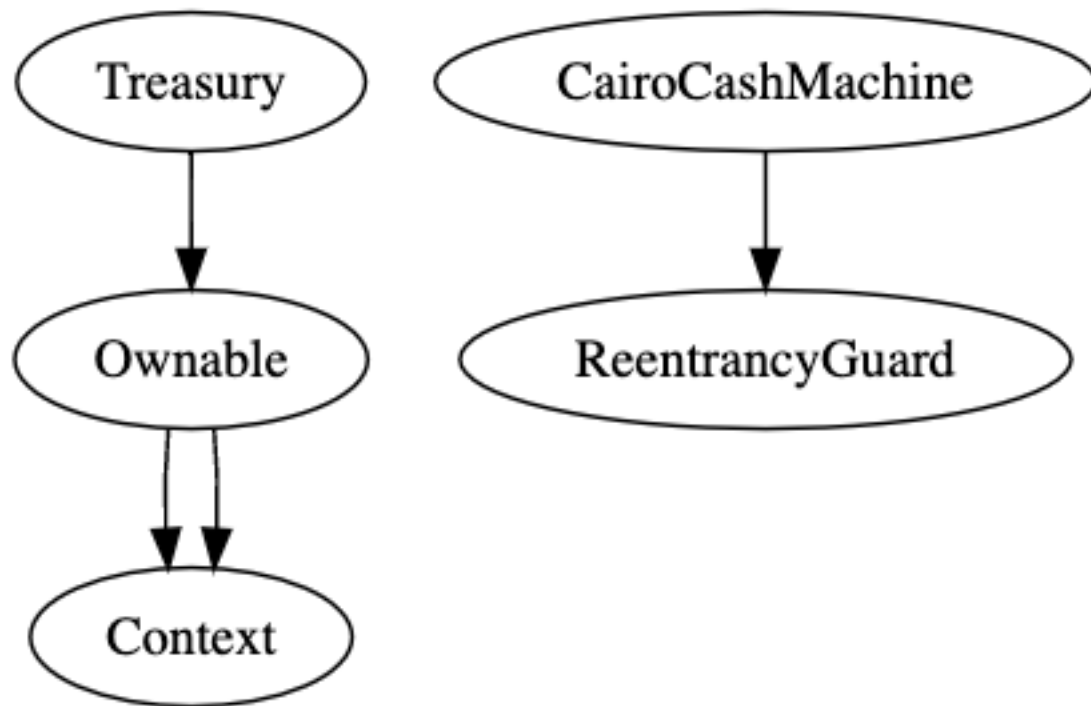 Treasury
CairoCashMachine
Ownable
ReentrancyGuard
Context